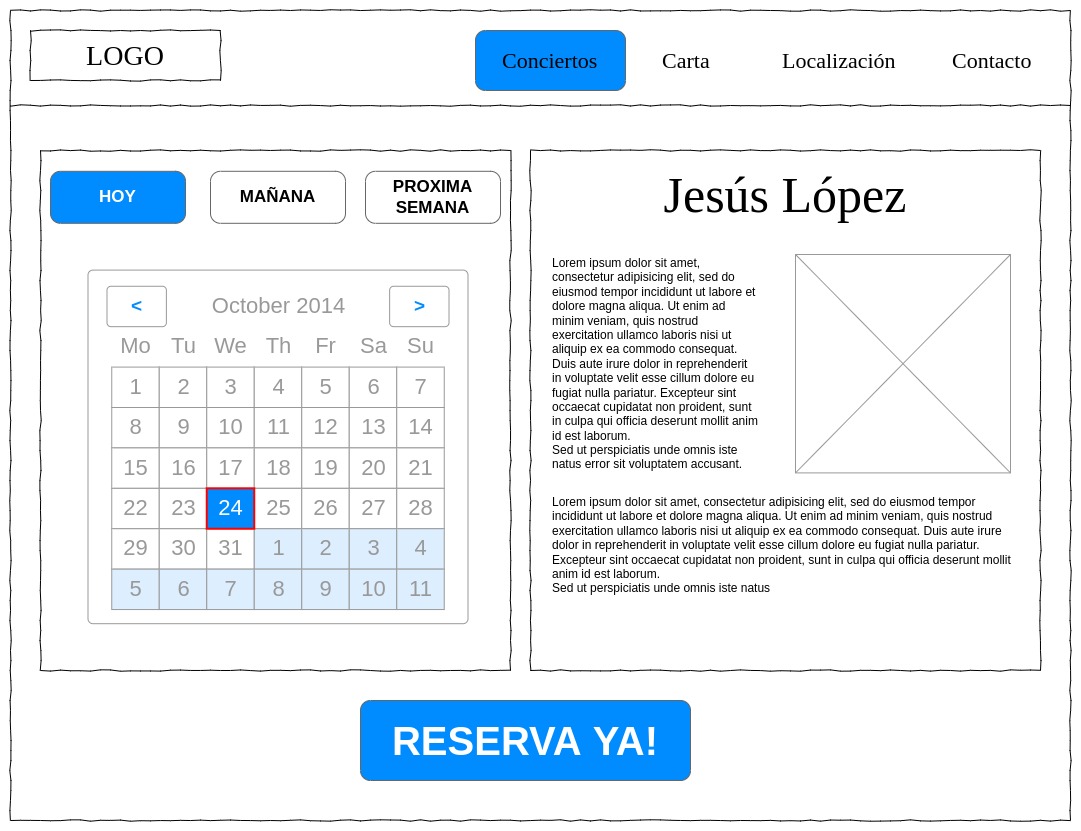 LOGO
Conciertos
Carta
Localización
Contacto
HOY
MAÑANA
PROXIMA
SEMANA
<
October 2014
>
Mo Tu We Th Fr Sa Su
1 2 3 4 5 6 7
8 9 10 11 12 13 14
15 16 17 18 19 20 21
22 23 24 25 26 27 28
29 30 31 1 2 3 4
5 6 7 8 9 10 11
Jesús López
Lorem ipsum dolor sit amet,
consectetur adipisicing elit, sed do
eiusmod tempor incididunt ut labore et
dolore magna aliqua. Ut enim ad
minim veniam, quis nostrud
exercitation ullamco laboris nisi ut
aliquip ex ea commodo consequat.
Duis aute irure dolor in reprehenderit
in voluptate velit esse cillum dolore eu
fugiat nulla pariatur. Excepteur sint
occaecat cupidatat non proident, sunt
in culpa qui officia deserunt mollit anim
id est laborum.
Sed ut perspiciatis unde omnis iste
natus error sit voluptatem accusant.
Lorem ipsum dolor sit amet, consectetur adipisicing elit, sed do eiusmod tempor
incididunt ut labore et dolore magna aliqua. Ut enim ad minim veniam, quis nostrud
exercitation ullamco laboris nisi ut aliquip ex ea commodo consequat. Duis aute irure
dolor in reprehenderit in voluptate velit esse cillum dolore eu fugiat nulla pariatur.
Excepteur sint occaecat cupidatat non proident, sunt in culpa qui officia deserunt mollit
anim id est laborum.
Sed ut perspiciatis unde omnis iste natus
RESERVA YA!